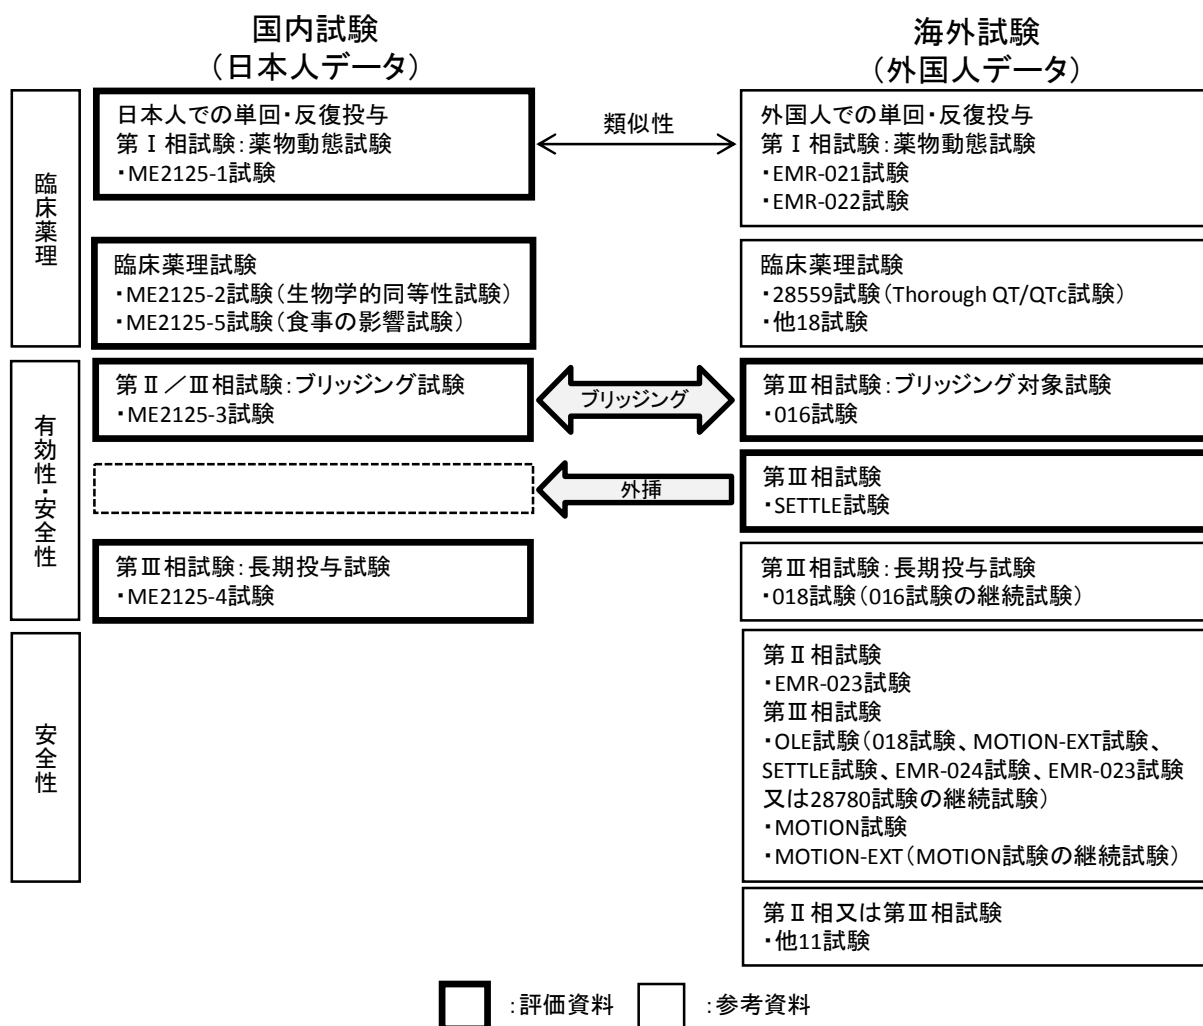 国内試験
（日本人データ）
海外試験
（外国人データ）
臨床薬理
日本人での単回・反復投与
第Ⅰ相試験：薬物動態試験
・ME2125-1試験
類似性
外国人での単回・反復投与
第Ⅰ相試験：薬物動態試験
・EMR-021試験
・EMR-022試験
臨床薬理試験
・ME2125-2試験（生物学的同等性試験）
・ME2125-5試験（食事の影響試験）
臨床薬理試験
・28559試験（Thorough QT/QTc試験）
・他18試験
有効性・安全性
第Ⅱ／Ⅲ相試験：ブリッジング試験
・ME2125-3試験
ブリッジング
第Ⅲ相試験：ブリッジング対象試験
・016試験
外挿
第Ⅲ相試験
・SETTLE試験
第Ⅲ相試験：長期投与試験
・ME2125-4試験
第Ⅲ相試験：長期投与試験
・018試験（016試験の継続試験）
安全性
第Ⅱ相試験
・EMR-023試験
第Ⅲ相試験
・OLE試験（018試験、MOTION-EXT試験、
SETTLE試験、EMR-024試験、EMR-023試験
又は28780試験の継続試験）
・MOTION試験
・MOTION-EXT（MOTION試験の継続試験）
第Ⅱ相又は第Ⅲ相試験
・他11試験
：評価資料
：参考資料